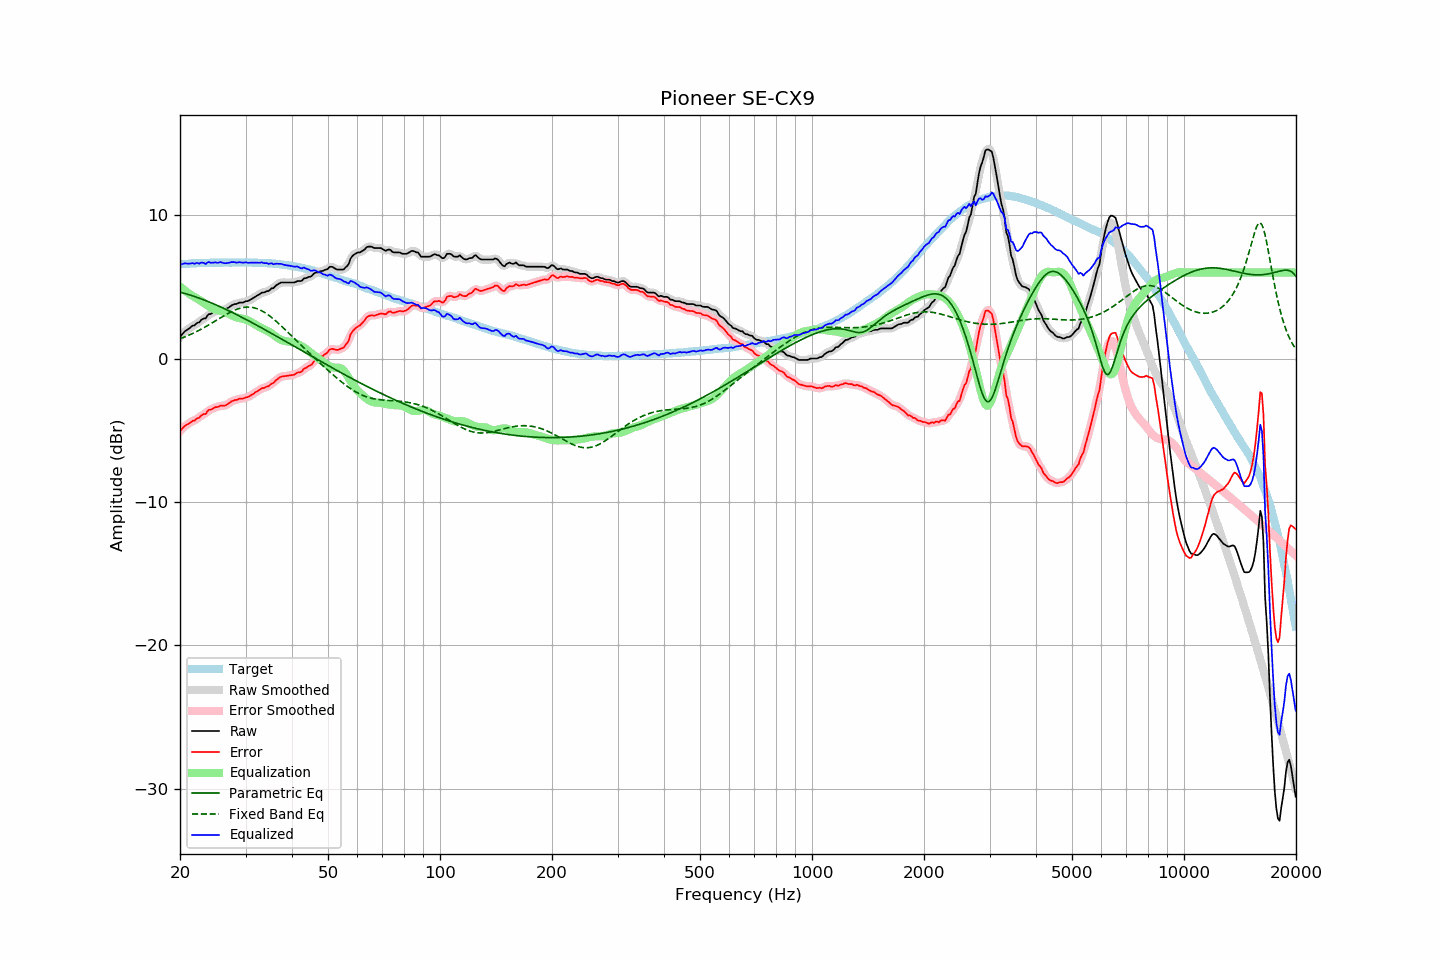 Pioneer SE-CX9
Amplitude (dBr)
10
0
−10
−20
−30
Target
Raw Smoothed
Error Smoothed
Raw
Error
Equalization
Parametric Eq
Fixed Band Eq
Equalized
20 50 100 200 500 1000 2000 5000 10000 20000
Frequency (Hz)